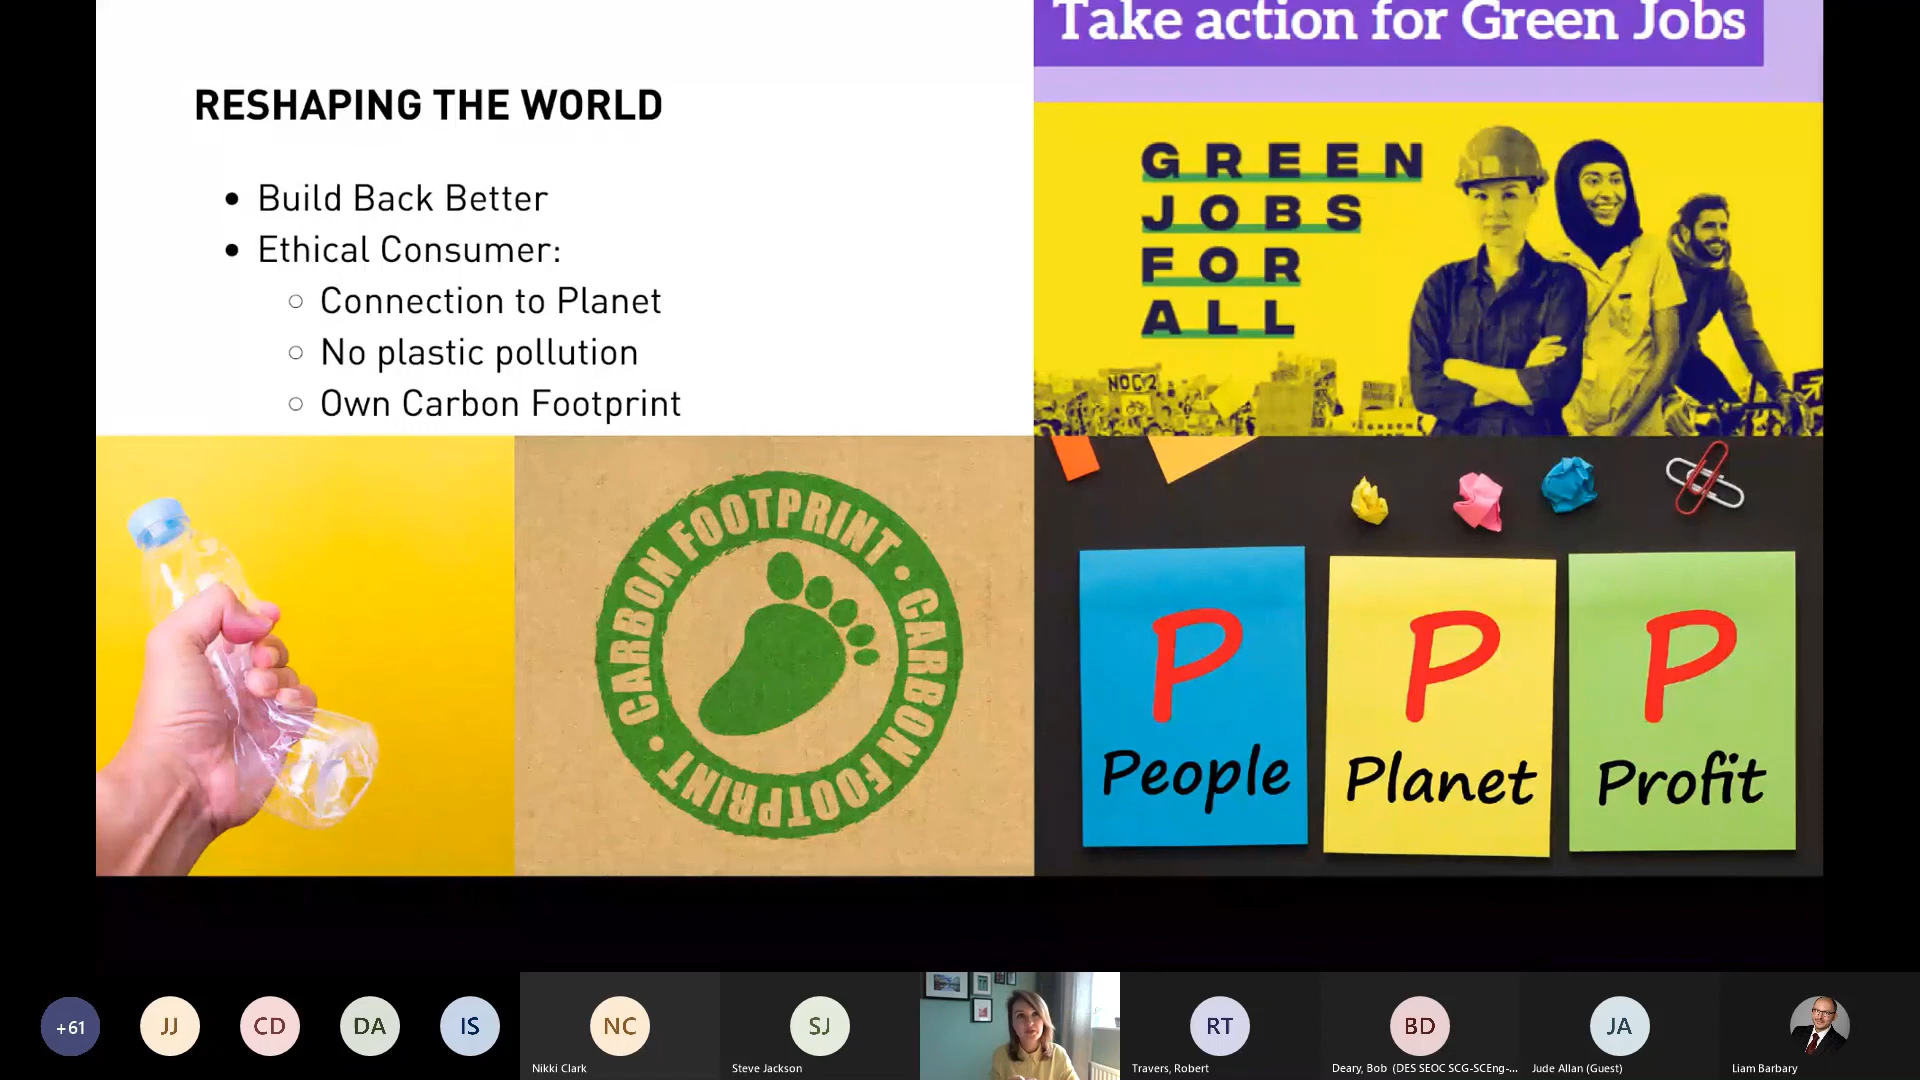 Take action for Green Jobs
RESHAPING THE WORLD
• Build Back Better
• Ethical Consumer:
○ Connection to Planet
○ No plastic pollution
○ Own Carbon Footprint
GREEN
JOBS
FOR
ALL
CARBON FOOTPRINT • CARBON FOOTPRINT •
P P P
People Planet Profit
+61 JJ CD DA IS NC SJ RT BD JA
Nikki Clark Steve Jackson Travers, Robert Deary, Bob (DES SEOC SCG-SCEng-... Jude Allan (Guest) Liam Barbary